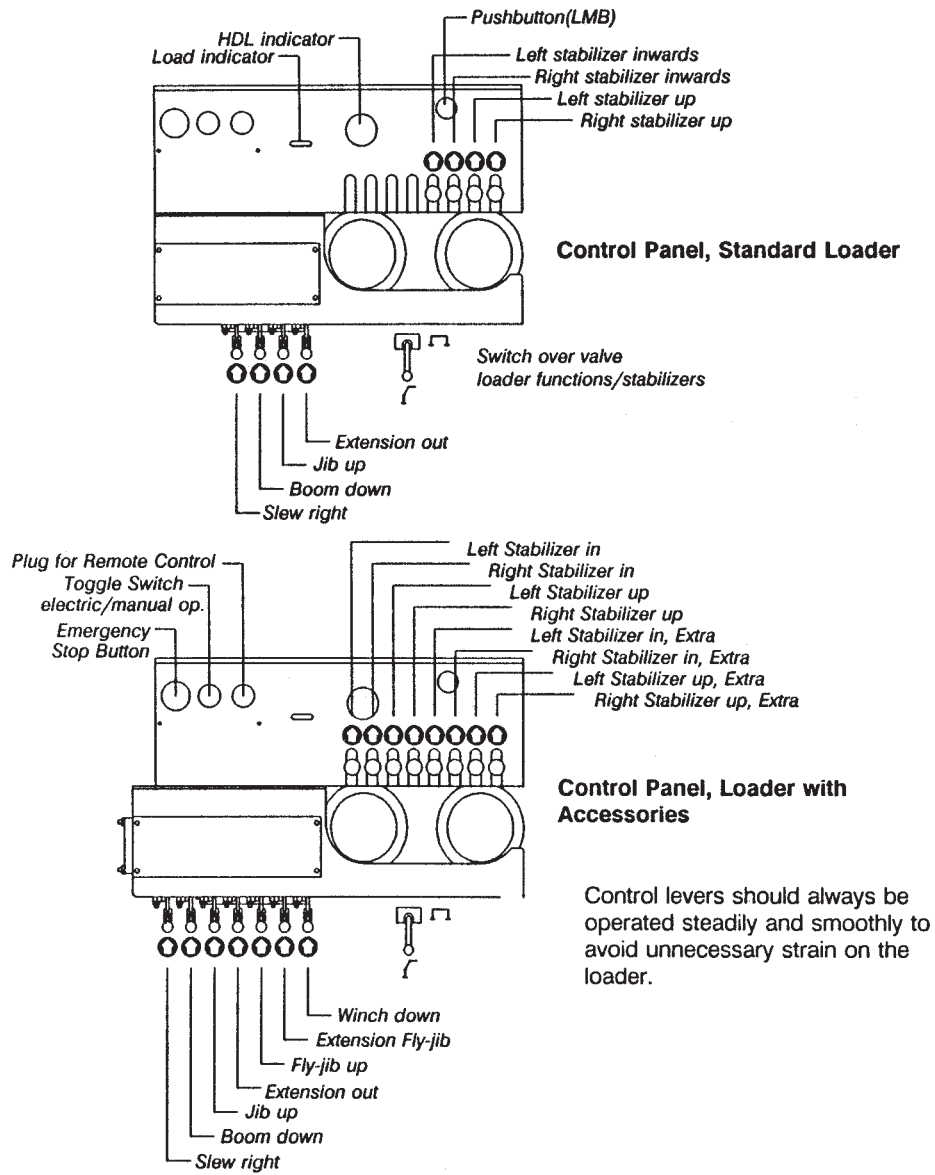 Pushbutton(LMB)
HDL indicator
Load indicator
Left stabilizer inwards
Right stabilizer inwards
Left stabilizer up
Right stabilizer up
Control Panel, Standard Loader
Switch over valve
loader functions/stabilizers
Extension out
Jib up
Boom down
Slew right
Plug for Remote Control
Toggle Switch
electric/manual op.
Emergency
Stop Button
Left Stabilizer in
Right Stabilizer in
Left Stabilizer up
Right Stabilizer up
Left Stabilizer in, Extra
Right Stabilizer in, Extra
Left Stabilizer up, Extra
Right Stabilizer up, Extra
Control Panel, Loader with
Accessories
Control levers should always be
operated steadily and smoothly to
avoid unnecessary strain on the
loader.
Winch down
Extension Fly-jib
Fly-jib up
Extension out
Jib up
Boom down
Slew right